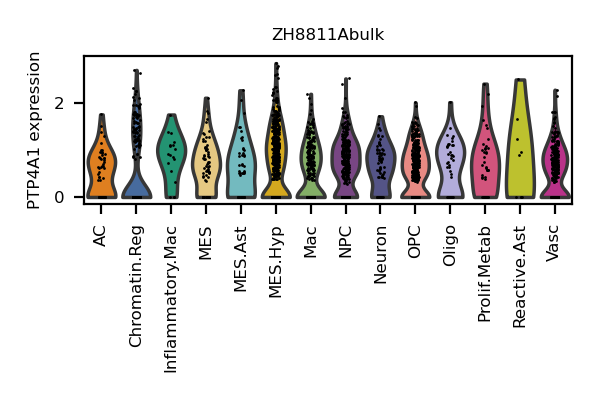 ZH8811Abulk
PTP4A1 expression
2
0
AC
Chromatin.Reg
Inflammatory.Mac
MES
MES.Ast
MES.Hyp
Mac
NPC
Neuron
OPC
Oligo
Prolif.Metab
Reactive.Ast
Vasc